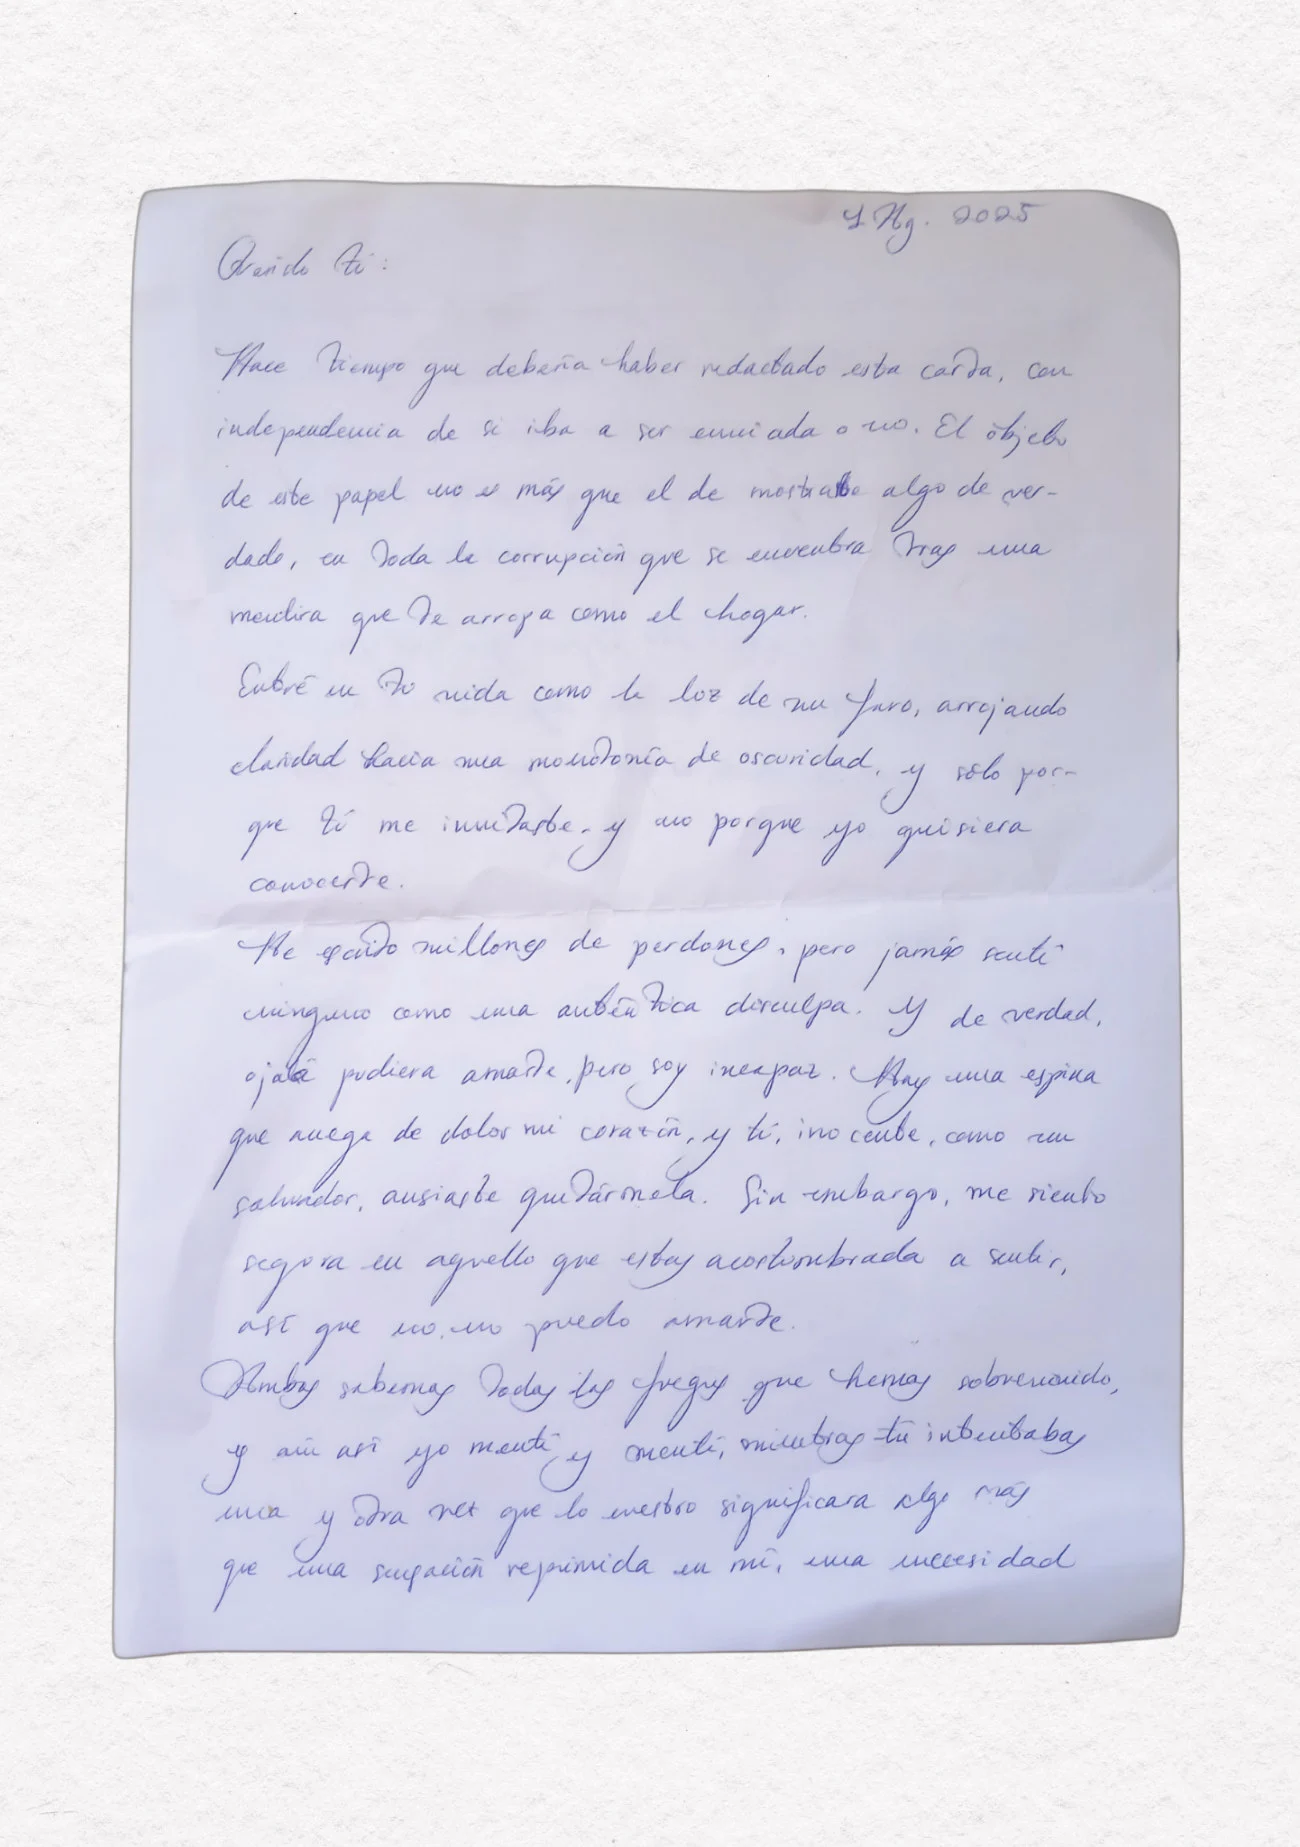 1 Ag. 2025
Querido tú:
Hace tiempo que debería haber redactado esta carta, con
independencia de si iba a ser enviada o no. El objeto
de este papel no es más que el de mostrarte algo de ver-
dade, en toda la corrupción que se encuentra tras una
mentira que te arropa como el hogar.
Entré en tu vida como la luz de un faro, arrojando
claridad hacia una monotonía de oscuridad, y sólo por-
que tú me invitaste, y no porque yo quisiera
conocerte.
He escrito millones de perdones, pero jamás sentí
ninguno como una auténtica disculpa. Y de verdad,
ojalá pudiera amarte, pero soy incapaz. Hay una espina
que niega de dolor mi corazón, y tú, inocente, como un
salvador, ansiaste quitármela. Sin embargo, me siento
segura en aquello que estoy acostumbrada a sentir,
así que no, no puedo amarte.
Ambos sabemos todos los fuegos que hemos sobrevivido,
y aún así yo mentí y mentí, mientras tú intentabas
una y otra vez que lo nuestro significara algo más
que una sensación reprimida en mí, una necesidad